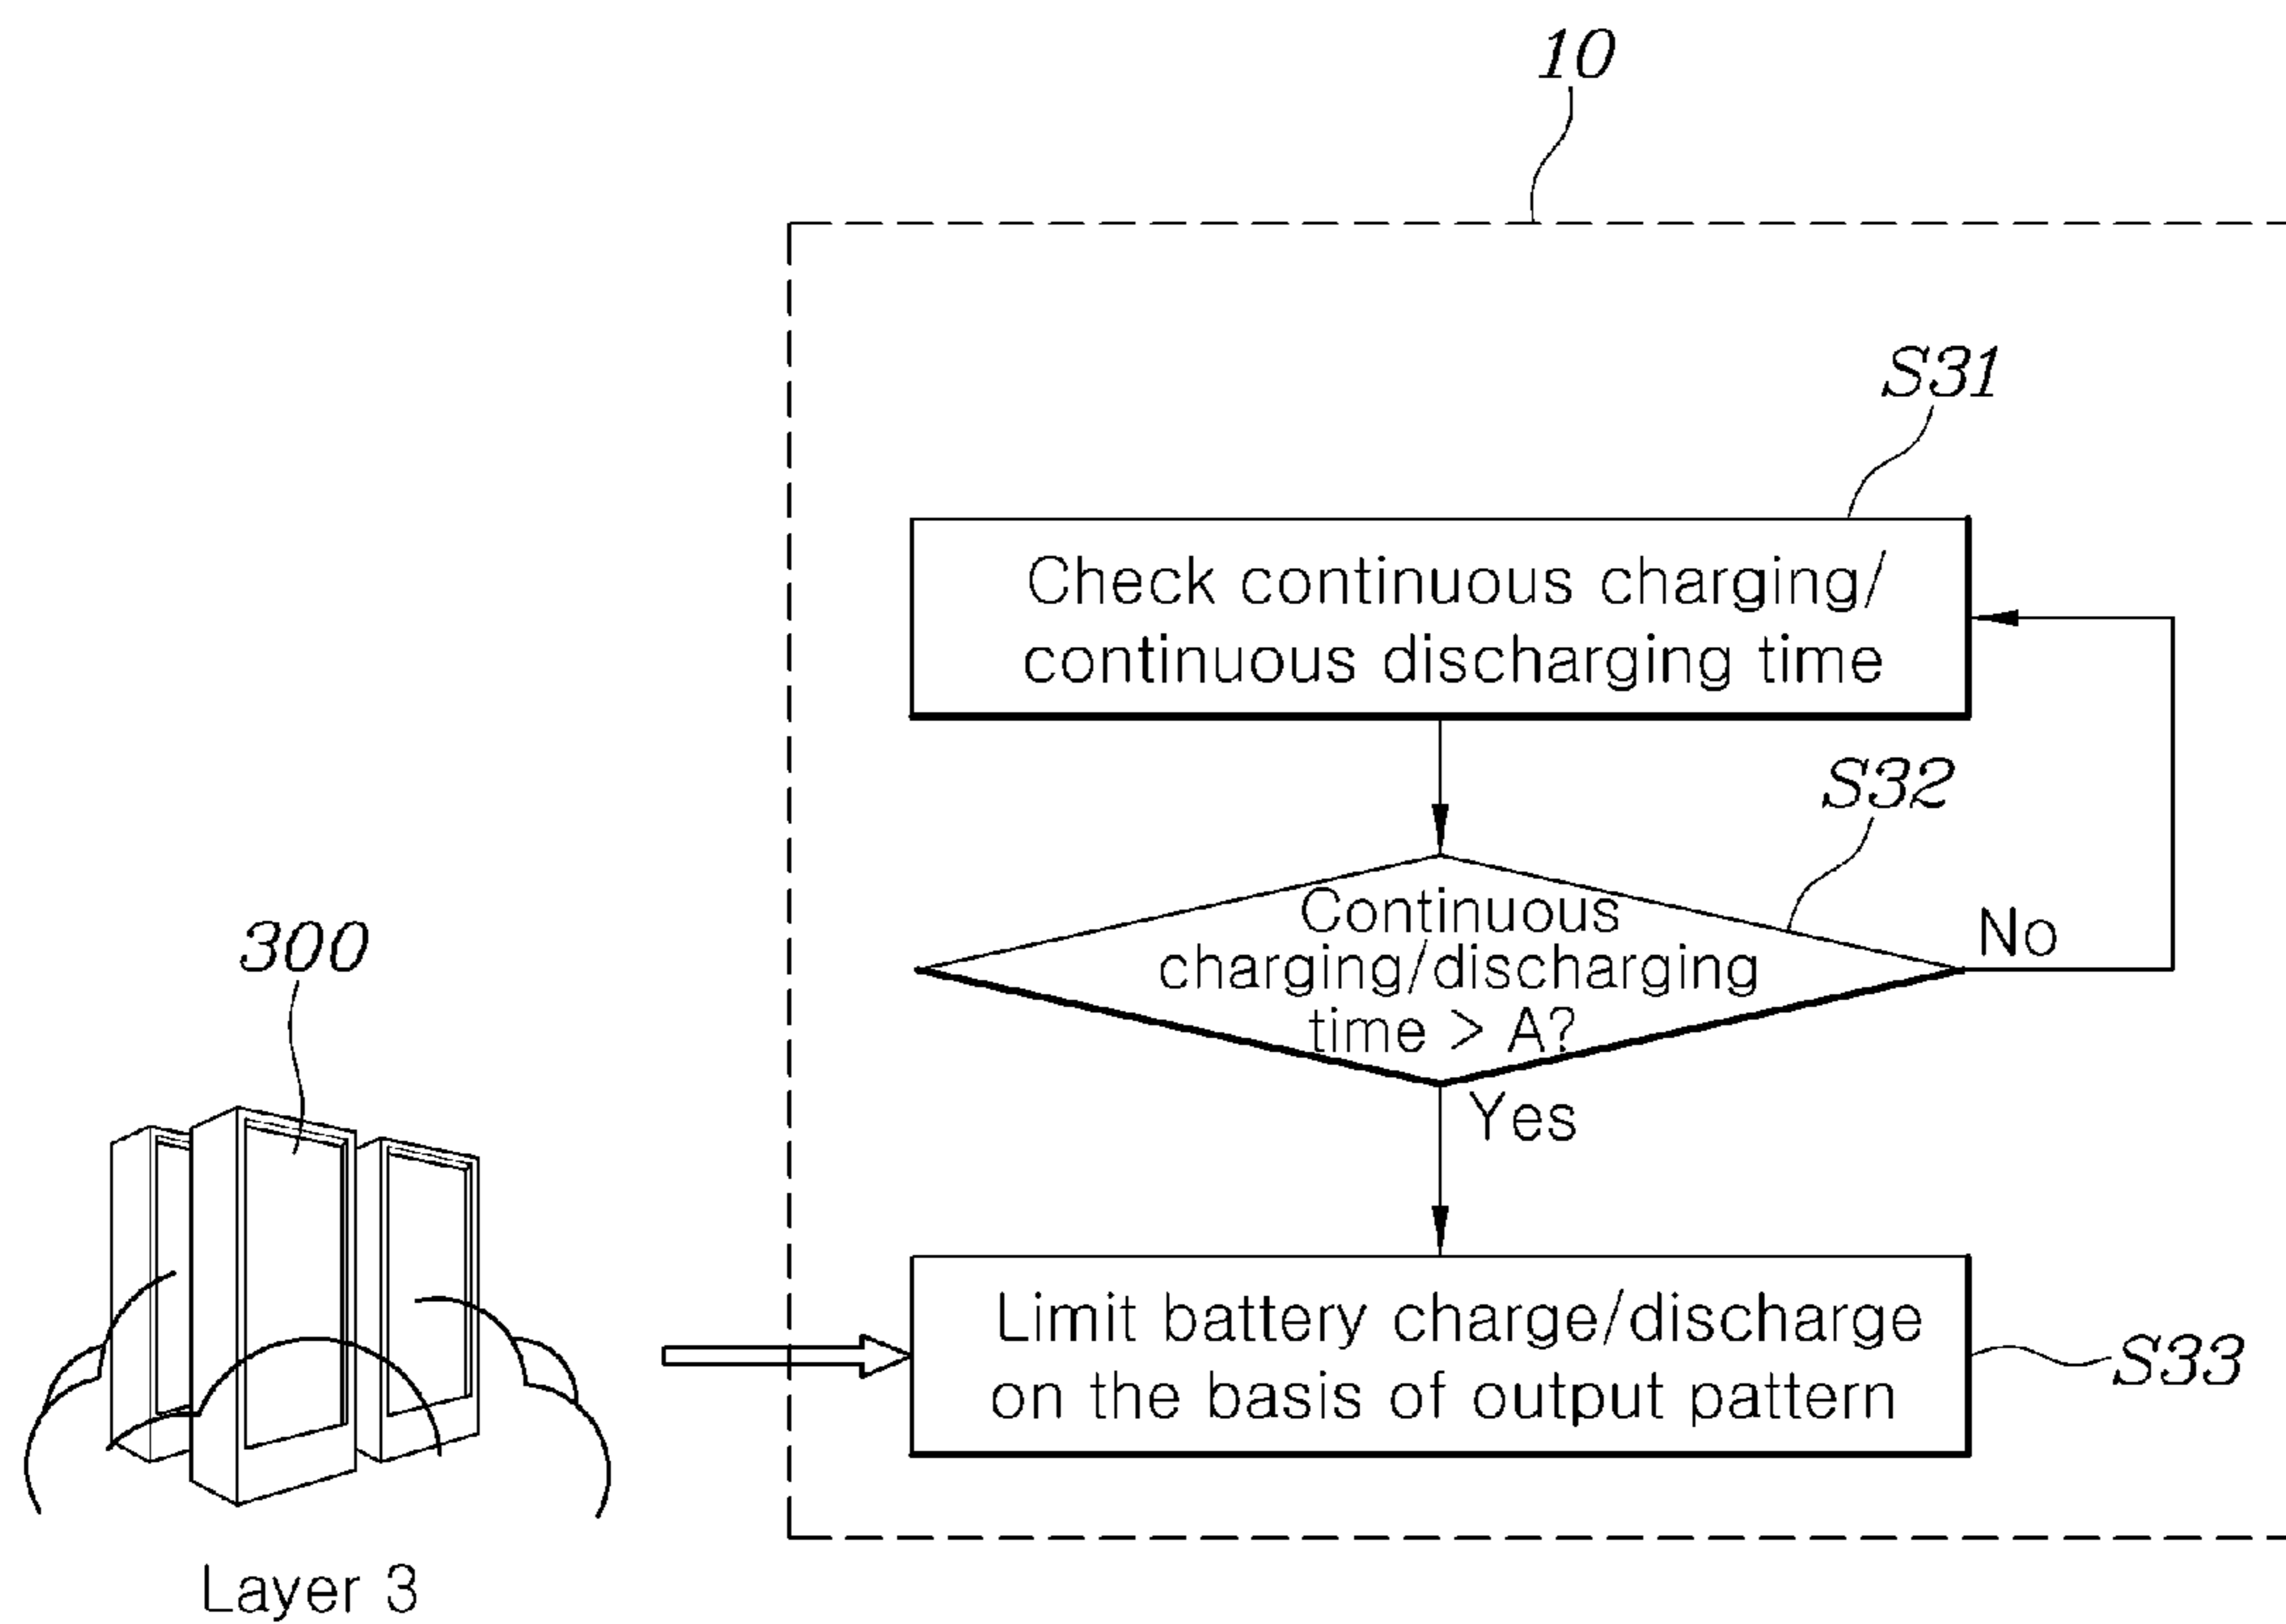 10
S31
Check continuous charging/
continuous discharging time
S32
Continuous
charging/discharging
time > A?
No
Yes
300
Limit battery charge/discharge
on the basis of output pattern
S33
Layer 3